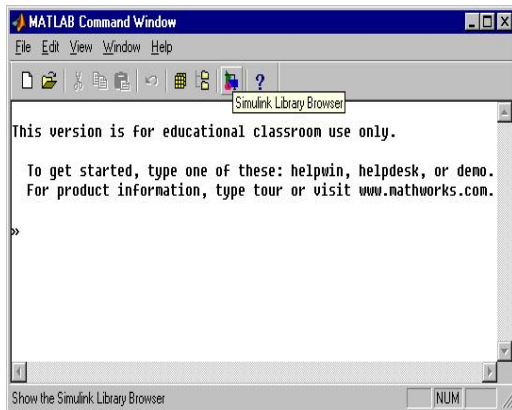 MATLAB Command Window
File Edit View Window Help
?
Simulink Library Browser
This version is for educational classroom use only.
To get started, type one of these: helpwin, helpdesk, or demo.
For product information, type tour or visit www.mathworks.com.
»
Show the Simulink Library Browser NUM